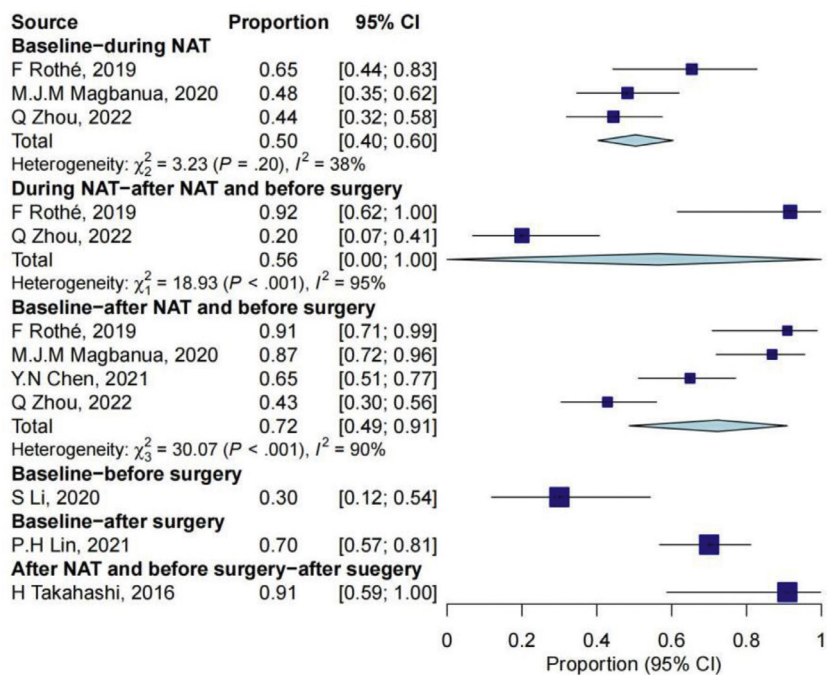 Source Proportion 95% CI
Baseline−during NAT
F Rothé, 2019 0.65 [0.44; 0.83]
M.J.M Magbanua, 2020 0.48 [0.35; 0.62]
Q Zhou, 2022 0.44 [0.32; 0.58]
Total 0.50 [0.40; 0.60]
Heterogeneity: χ²₂ = 3.23 (P = .20), I² = 38%
During NAT−after NAT and before surgery
F Rothé, 2019 0.92 [0.62; 1.00]
Q Zhou, 2022 0.20 [0.07; 0.41]
Total 0.56 [0.00; 1.00]
Heterogeneity: χ²₁ = 18.93 (P < .001), I² = 95%
Baseline−after NAT and before surgery
F Rothé, 2019 0.91 [0.71; 0.99]
M.J.M Magbanua, 2020 0.87 [0.72; 0.96]
Y.N Chen, 2021 0.65 [0.51; 0.77]
Q Zhou, 2022 0.43 [0.30; 0.56]
Total 0.72 [0.49; 0.91]
Heterogeneity: χ²₃ = 30.07 (P < .001), I² = 90%
Baseline−before surgery
S Li, 2020 0.30 [0.12; 0.54]
Baseline−after surgery
P.H Lin, 2021 0.70 [0.57; 0.81]
After NAT and before surgery−after suegery
H Takahashi, 2016 0.91 [0.59; 1.00]
0 0.2 0.4 0.6 0.8 1
Proportion (95% CI)